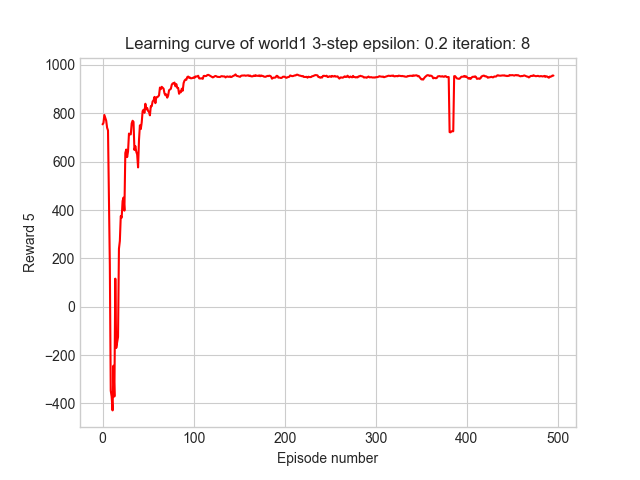 Learning curve of world1 3-step epsilon: 0.2 iteration: 8
1000
800
600
400
200
0
−200
−400
Reward 5
0 100 200 300 400 500
Episode number